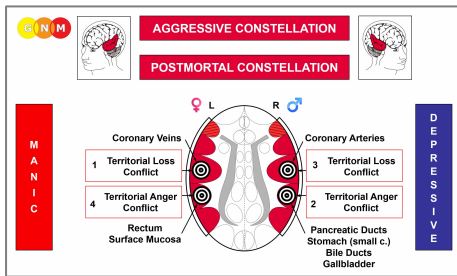 G N M
AGGRESSIVE CONSTELLATION
POSTMORTAL CONSTELLATION
♀ L
R ♂
MANIC
DEPRESSIVE
Coronary Veins
1 Territorial Loss
Conflict
4 Territorial Anger
Conflict
Rectum
Surface Mucosa
Coronary Arteries
3 Territorial Loss
Conflict
2 Territorial Anger
Conflict
Pancreatic Ducts
Stomach (small c.)
Bile Ducts
Gallbladder